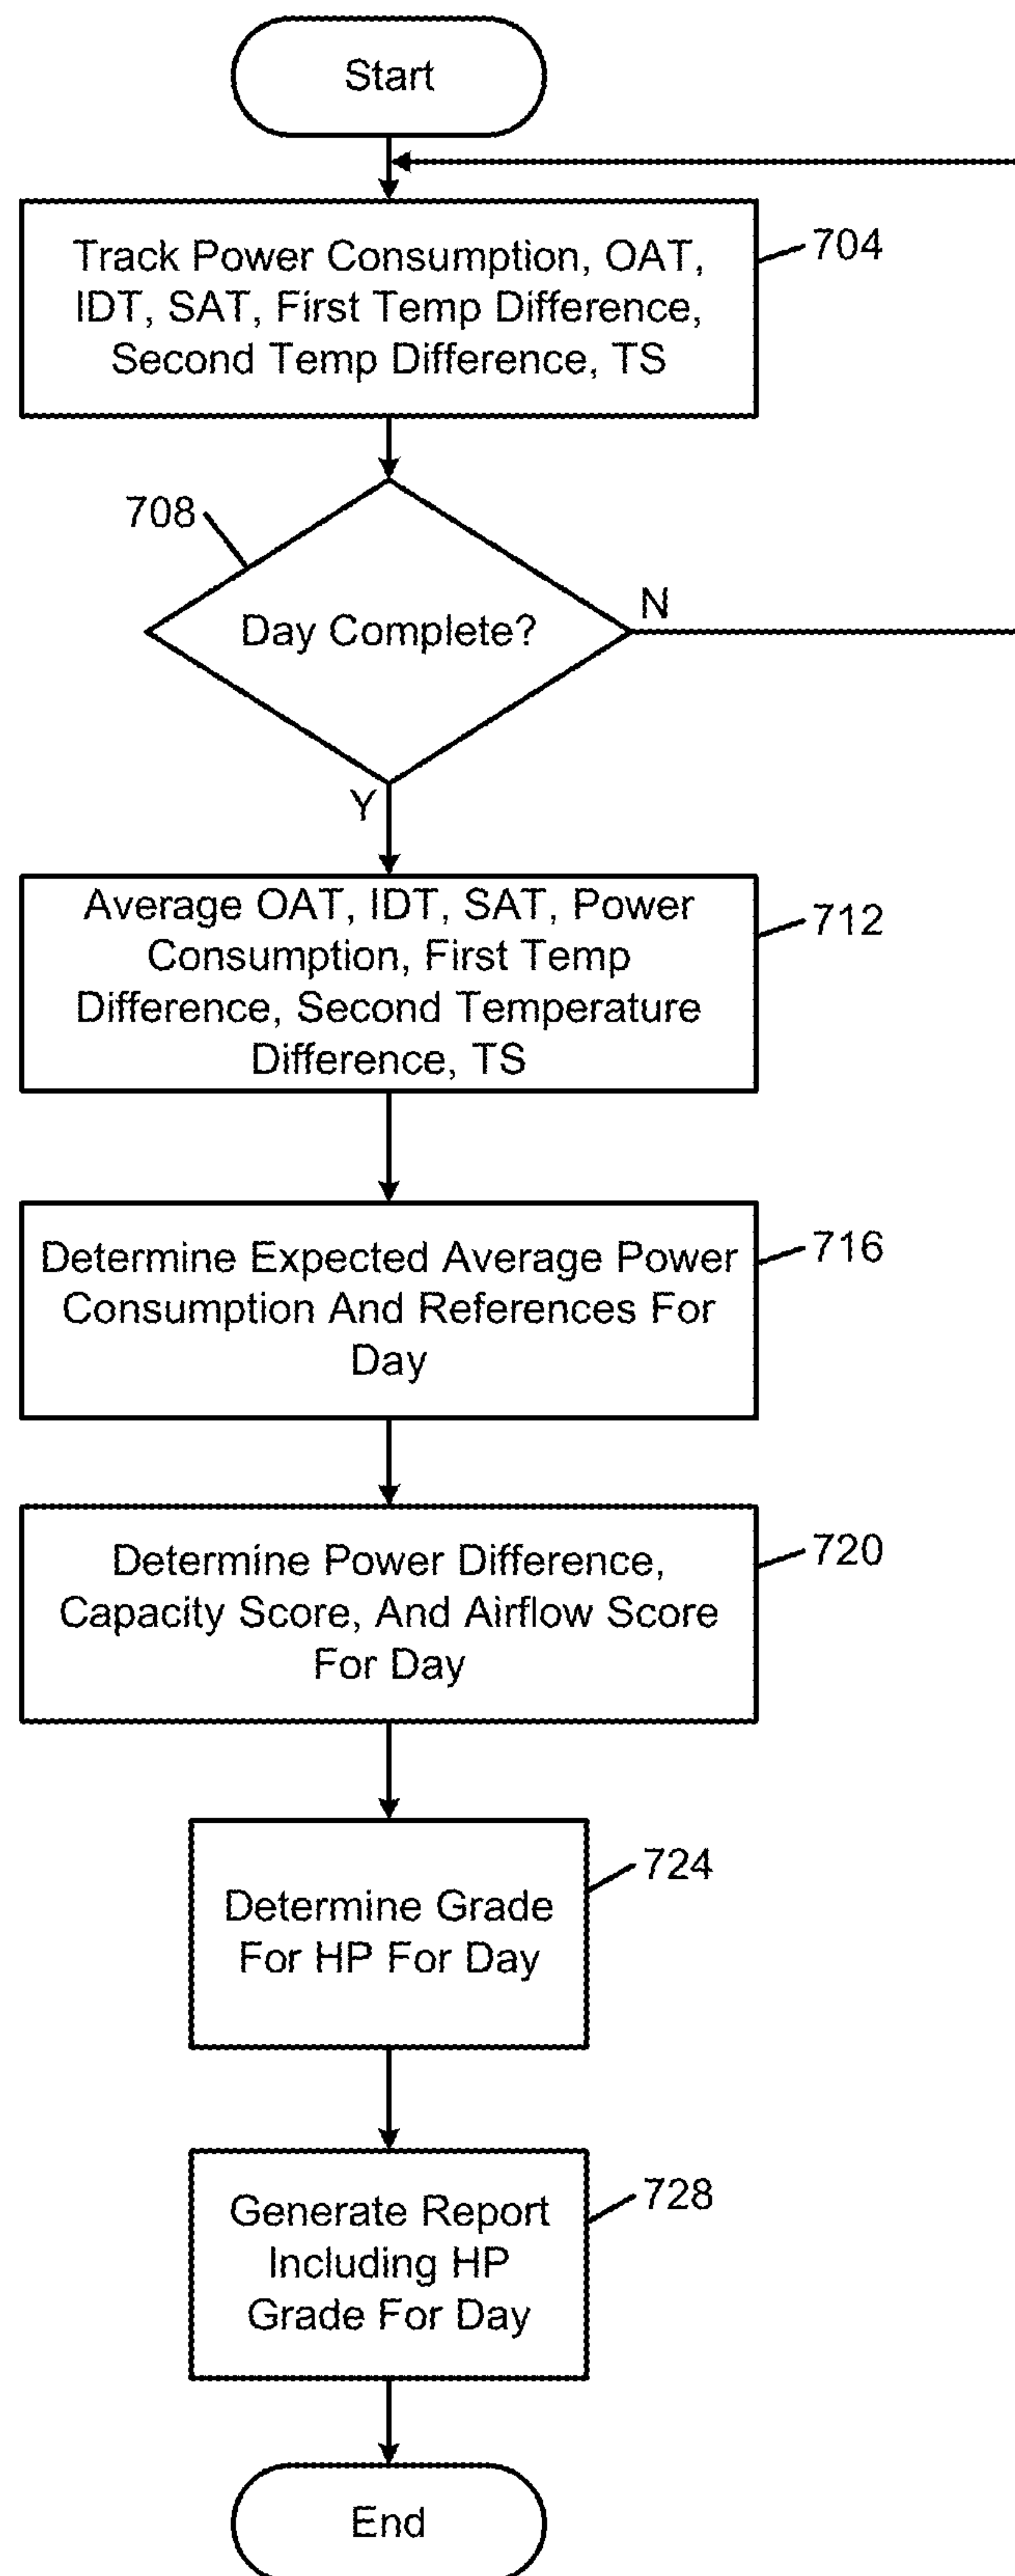 Start
Track Power Consumption, OAT,
IDT, SAT, First Temp Difference,
Second Temp Difference, TS
704
708
Day Complete?
N
Y
Average OAT, IDT, SAT, Power
Consumption, First Temp
Difference, Second Temperature
Difference, TS
712
Determine Expected Average Power
Consumption And References For
Day
716
Determine Power Difference,
Capacity Score, And Airflow Score
For Day
720
Determine Grade
For HP For Day
724
Generate Report
Including HP
Grade For Day
728
End